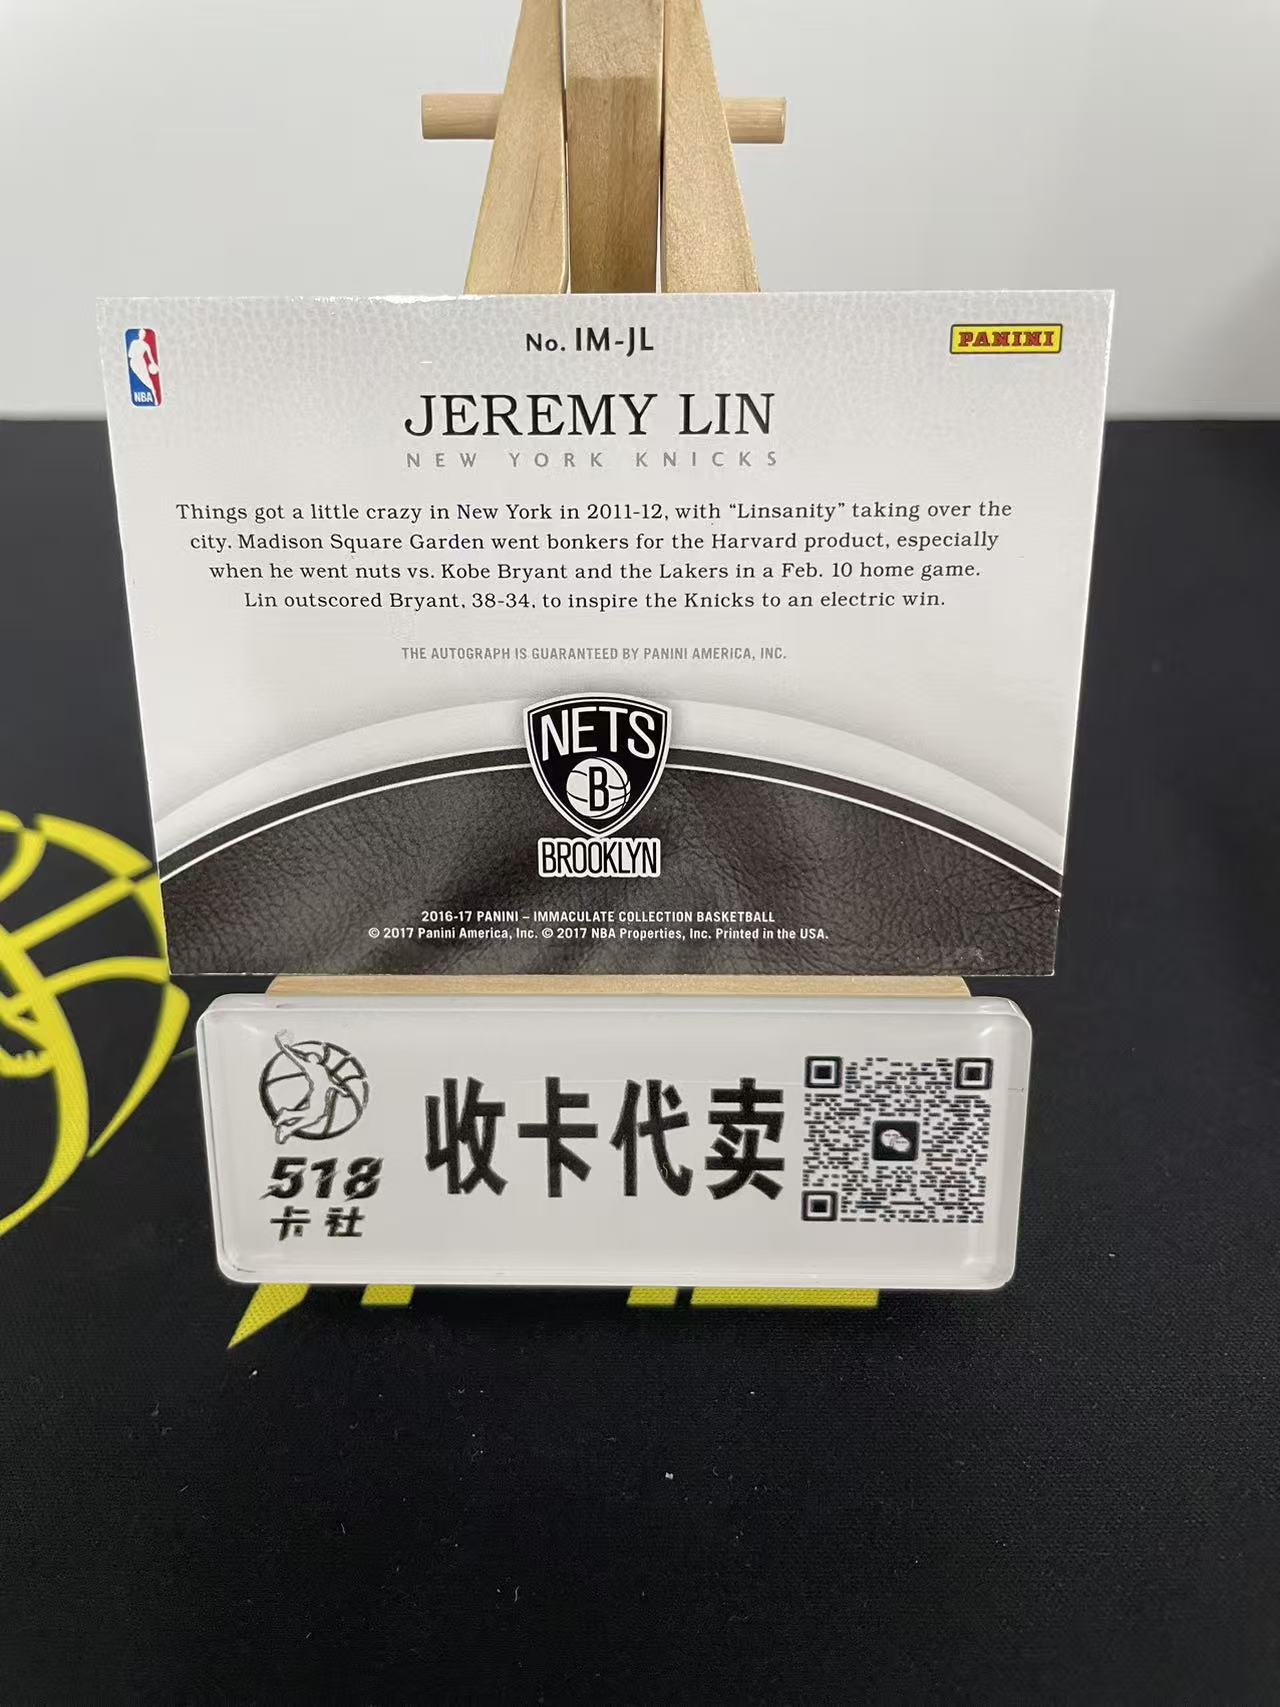 No. IM-JL
PANINI
NBA
JEREMY LIN
NEW YORK KNICKS
Things got a little crazy in New York in 2011-12, with “Linsanity” taking over the
city. Madison Square Garden went bonkers for the Harvard product, especially
when he went nuts vs. Kobe Bryant and the Lakers in a Feb. 10 home game.
Lin outscored Bryant, 38-34, to inspire the Knicks to an electric win.
THE AUTOGRAPH IS GUARANTEED BY PANINI AMERICA, INC.
NETS
B
BROOKLYN
2016-17 PANINI – IMMACULATE COLLECTION BASKETBALL
© 2017 Panini America, Inc. © 2017 NBA Properties, Inc. Printed in the USA.
收卡代卖
518
卡社